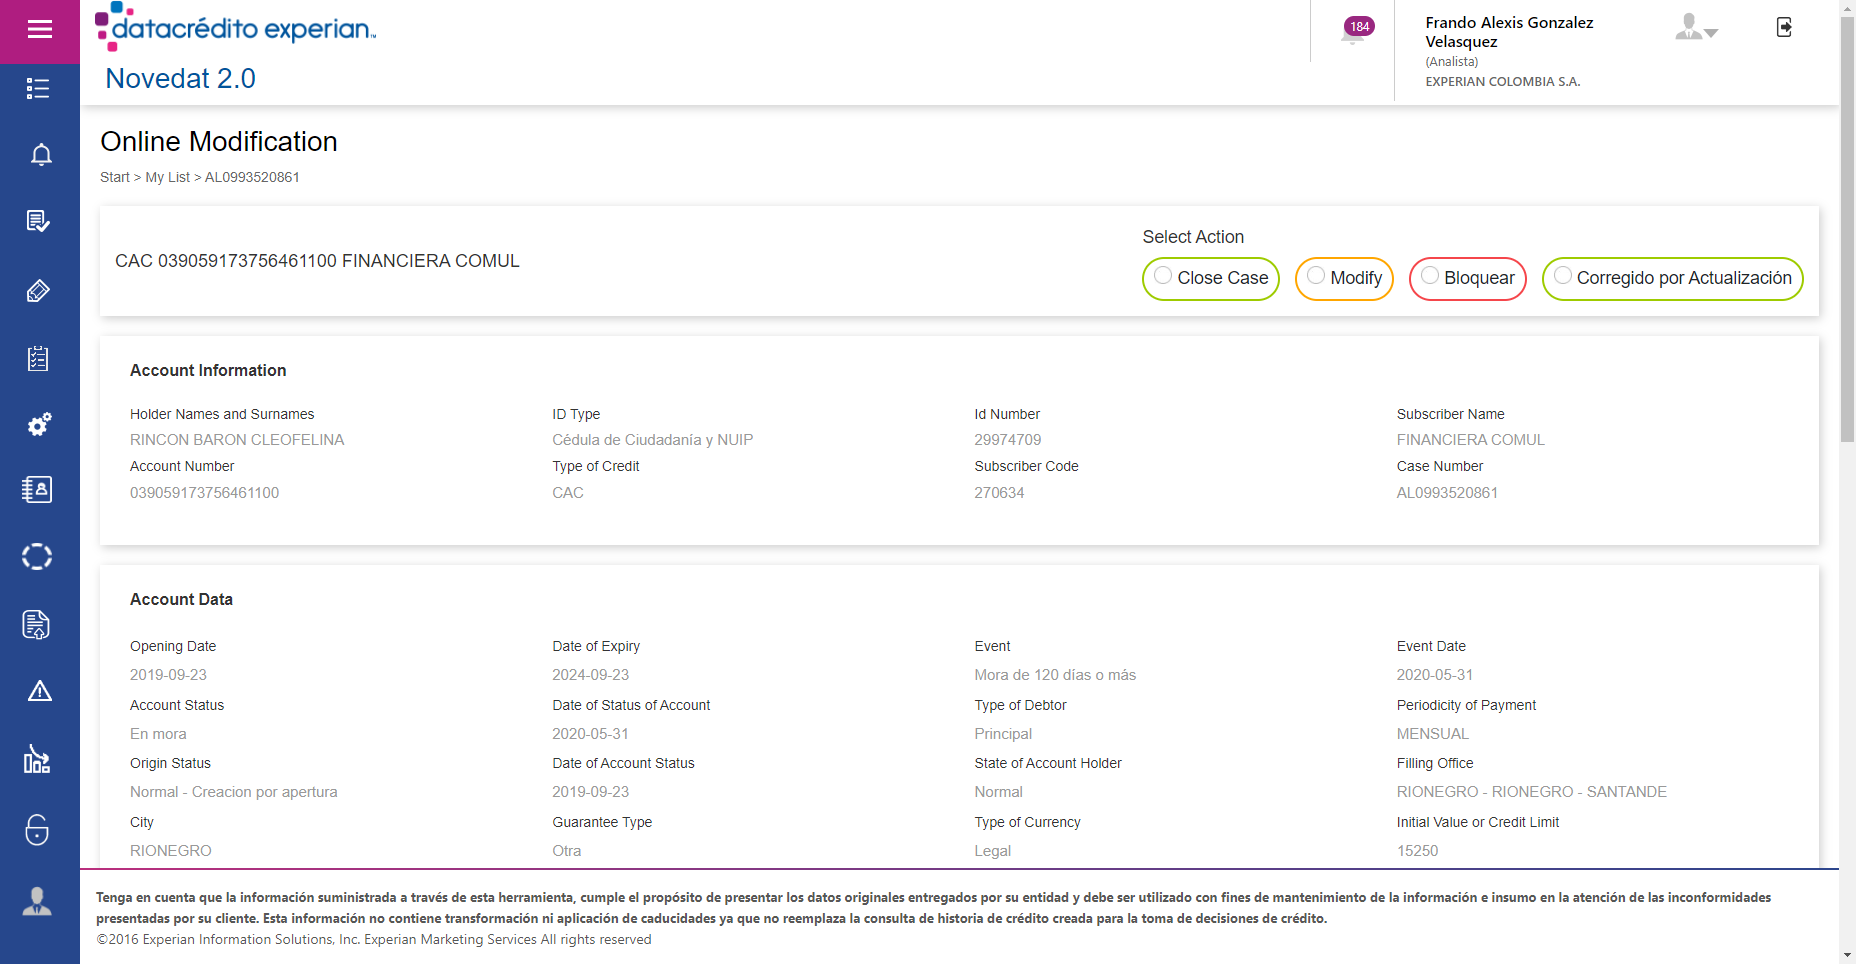 datacrédito experian™
184
Frando Alexis Gonzalez
Velasquez
(Analista)
EXPERIAN COLOMBIA S.A.
Novedat 2.0
Online Modification
Start > My List > AL0993520861
Select Action
CAC 039059173756461100 FINANCIERA COMUL
Close Case
Modify
Bloquear
Corregido por Actualización
Account Information
Holder Names and Surnames
ID Type
Id Number
Subscriber Name
RINCON BARON CLEOFELINA
Cédula de Ciudadanía y NUIP
29974709
FINANCIERA COMUL
Account Number
Type of Credit
Subscriber Code
Case Number
039059173756461100
CAC
270634
AL0993520861
Account Data
Opening Date
Date of Expiry
Event
Event Date
2019-09-23
2024-09-23
Mora de 120 días o más
2020-05-31
Account Status
Date of Status of Account
Type of Debtor
Periodicity of Payment
En mora
2020-05-31
Principal
MENSUAL
Origin Status
Date of Account Status
State of Account Holder
Filling Office
Normal - Creacion por apertura
2019-09-23
Normal
RIONEGRO - RIONEGRO - SANTANDE
City
Guarantee Type
Type of Currency
Initial Value or Credit Limit
RIONEGRO
Otra
Legal
15250
Tenga en cuenta que la información suministrada a través de esta herramienta, cumple el propósito de presentar los datos originales entregados por su entidad y debe ser utilizado con fines de mantenimiento de la información e insumo en la atención de las inconformidades
presentadas por su cliente. Esta información no contiene transformación ni aplicación de caducidades ya que no reemplaza la consulta de historia de crédito creada para la toma de decisiones de crédito.
©2016 Experian Information Solutions, Inc. Experian Marketing Services All rights reserved